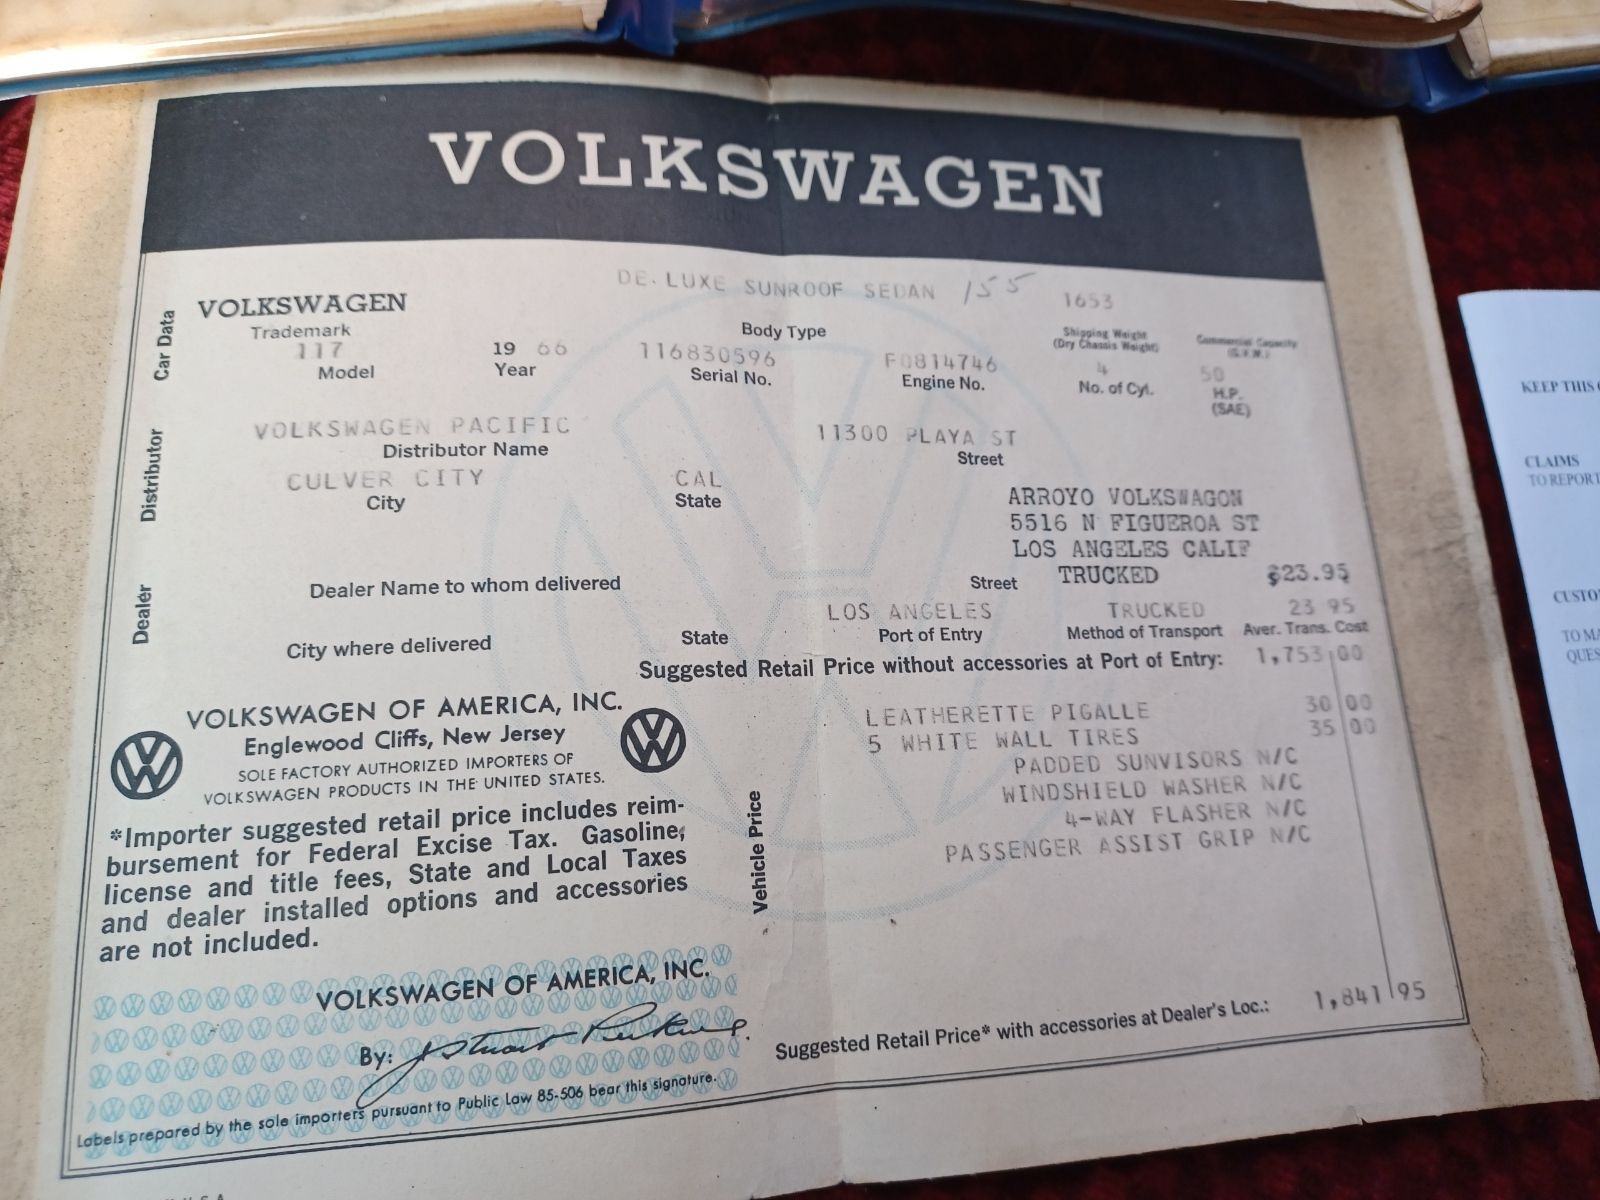 VOLKSWAGEN
DE. LUXE SUNROOF SEDAN 155 1653
VOLKSWAGEN
Trademark Body Type Shipping Weight (Dry Chassis Weight) Commercial Capacity (G.V.W.)
Car Data
117 19 66 116830596 F0814746 4 50
Model Year Serial No. Engine No. No. of Cyl. H.P. (SAE)
Distributor
VOLKSWAGEN PACIFIC 11300 PLAYA ST
Distributor Name Street
CULVER CITY CAL
City State
ARROYO VOLKSWAGON
5516 N FIGUEROA ST
LOS ANGELES CALIF
TRUCKED $23.95
Dealer
Dealer Name to whom delivered Street
LOS ANGELES TRUCKED 23 95
City where delivered State Port of Entry Method of Transport Aver. Trans. Cost
Suggested Retail Price without accessories at Port of Entry: 1,753 00
VOLKSWAGEN OF AMERICA, INC.
Englewood Cliffs, New Jersey
SOLE FACTORY AUTHORIZED IMPORTERS OF
VOLKSWAGEN PRODUCTS IN THE UNITED STATES.
*Importer suggested retail price includes reim-
bursement for Federal Excise Tax. Gasoline,
license and title fees, State and Local Taxes
and dealer installed options and accessories
are not included.
Vehicle Price
LEATHERETTE PIGALLE 30 00
5 WHITE WALL TIRES 35 00
PADDED SUNVISORS N/C
WINDSHIELD WASHER N/C
4-WAY FLASHER N/C
PASSENGER ASSIST GRIP N/C
VOLKSWAGEN OF AMERICA, INC.
By: J Stuart Perkins.
Labels prepared by the sole importers pursuant to Public Law 85-506 bear this signature.
Suggested Retail Price* with accessories at Dealer's Loc.: 1,841 95
KEEP THIS
CLAIMS
TO REPORT